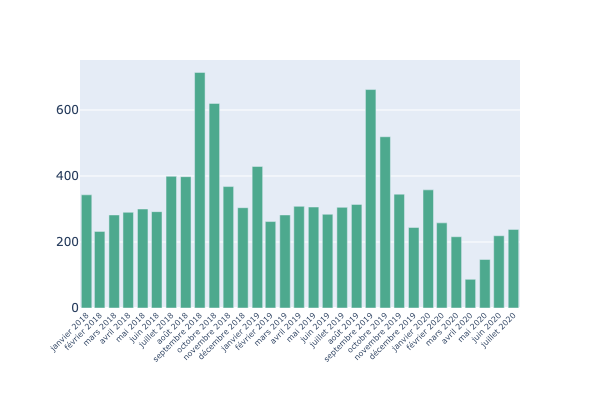 600
400
200
0
janvier 2018
février 2018
mars 2018
avril 2018
mai 2018
juin 2018
juillet 2018
août 2018
septembre 2018
octobre 2018
novembre 2018
décembre 2018
janvier 2019
février 2019
mars 2019
avril 2019
mai 2019
juin 2019
juillet 2019
août 2019
septembre 2019
octobre 2019
novembre 2019
décembre 2019
janvier 2020
février 2020
mars 2020
avril 2020
mai 2020
juin 2020
juillet 2020